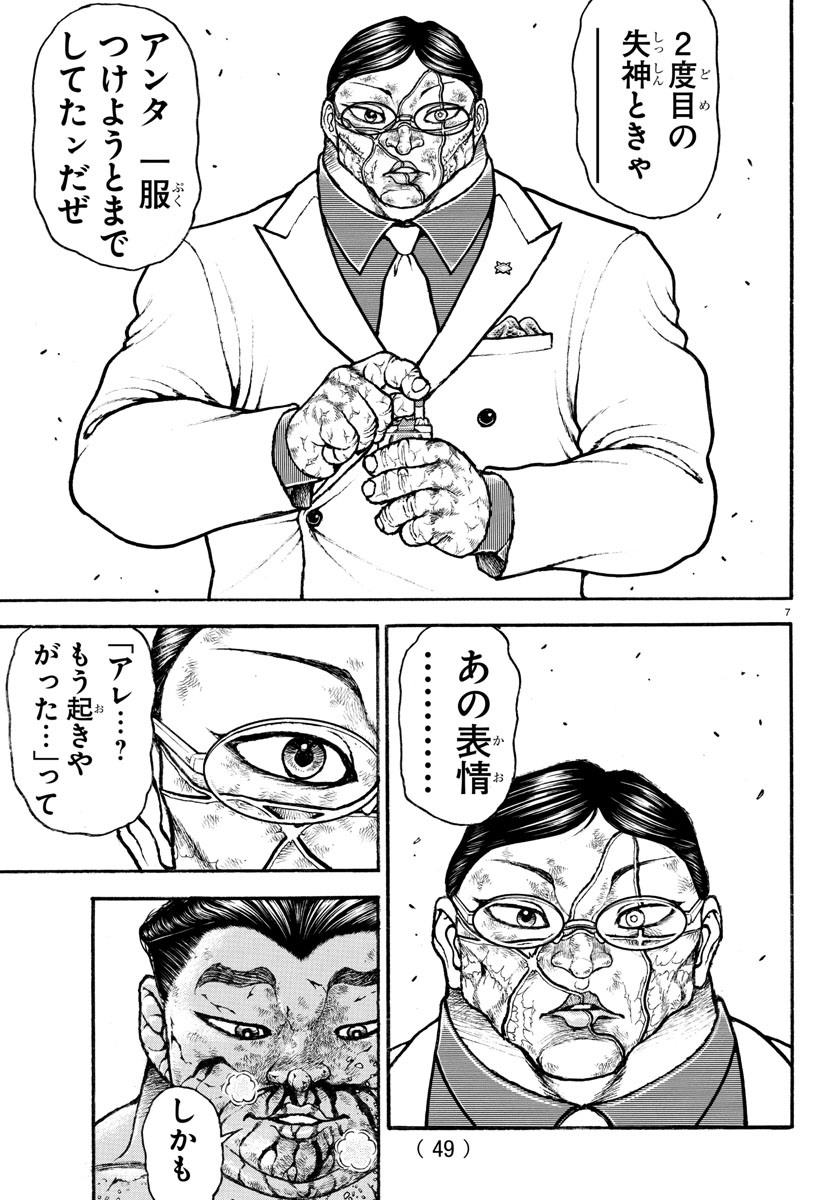 ２度目の
失神ときゃ
────
アンタ 一服
つけようとまで
してたンだぜ
7
あの表情
………
「アレ…？
もう起きや
がった…」って
しかも
( 49 )